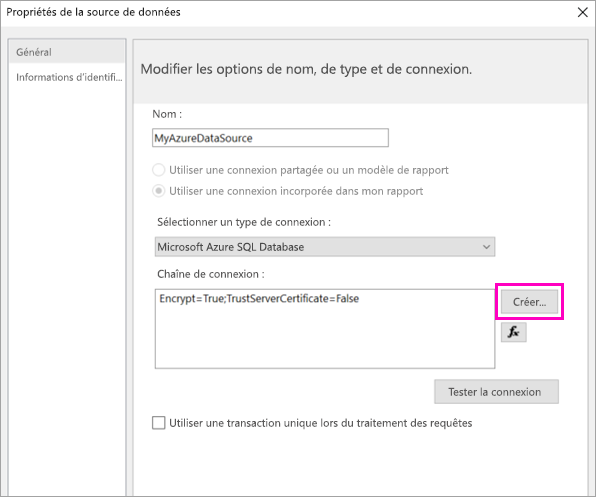 Propriétés de la source de données
Général
Informations d'identifi...
Modifier les options de nom, de type et de connexion.
Nom :
MyAzureDataSource
Utiliser une connexion partagée ou un modèle de rapport
Utiliser une connexion incorporée dans mon rapport
Sélectionner un type de connexion :
Microsoft Azure SQL Database
Chaîne de connexion :
Encrypt=True;TrustServerCertificate=False
Créer...
fx
Tester la connexion
Utiliser une transaction unique lors du traitement des requêtes